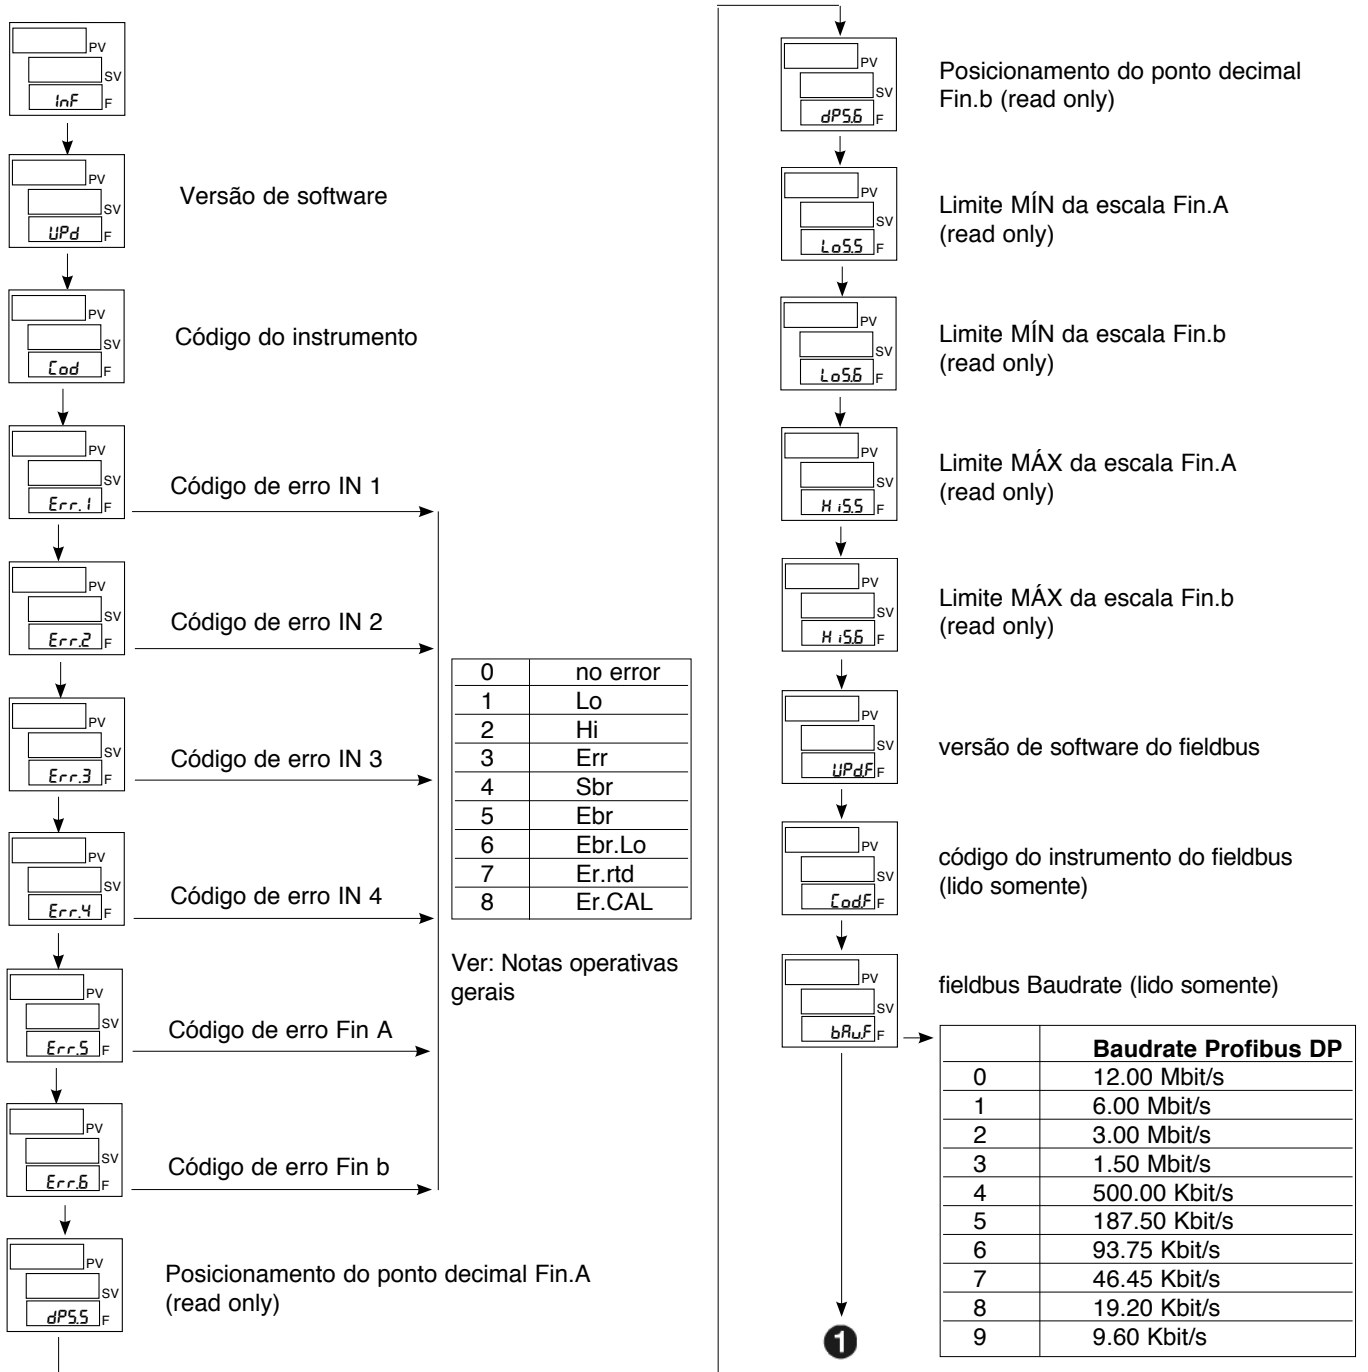 PV
SV
InF F
PV
SV
UPd F
Versão de software
PV
SV
Cod F
Código do instrumento
PV
SV
Err.1 F
Código de erro IN 1
PV
SV
Err.2 F
Código de erro IN 2
PV
SV
Err.3 F
Código de erro IN 3
PV
SV
Err.4 F
Código de erro IN 4
PV
SV
Err.5 F
Código de erro Fin A
PV
SV
Err.6 F
Código de erro Fin b
PV
SV
dPS.5 F
Posicionamento do ponto decimal Fin.A
(read only)
0 no error
1 Lo
2 Hi
3 Err
4 Sbr
5 Ebr
6 Ebr.Lo
7 Er.rtd
8 Er.CAL
Ver: Notas operativas
gerais
PV
SV
dPS.6 F
Posicionamento do ponto decimal
Fin.b (read only)
PV
SV
LoS.5 F
Limite MÍN da escala Fin.A
(read only)
PV
SV
LoS.6 F
Limite MÍN da escala Fin.b
(read only)
PV
SV
HiS.5 F
Limite MÁX da escala Fin.A
(read only)
PV
SV
HiS.6 F
Limite MÁX da escala Fin.b
(read only)
PV
SV
UPd.F F
versão de software do fieldbus
PV
SV
Cod.F F
código do instrumento do fieldbus
(lido somente)
PV
SV
bAu.F F
fieldbus Baudrate (lido somente)
Baudrate Profibus DP
0 12.00 Mbit/s
1 6.00 Mbit/s
2 3.00 Mbit/s
3 1.50 Mbit/s
4 500.00 Kbit/s
5 187.50 Kbit/s
6 93.75 Kbit/s
7 46.45 Kbit/s
8 19.20 Kbit/s
9 9.60 Kbit/s
1